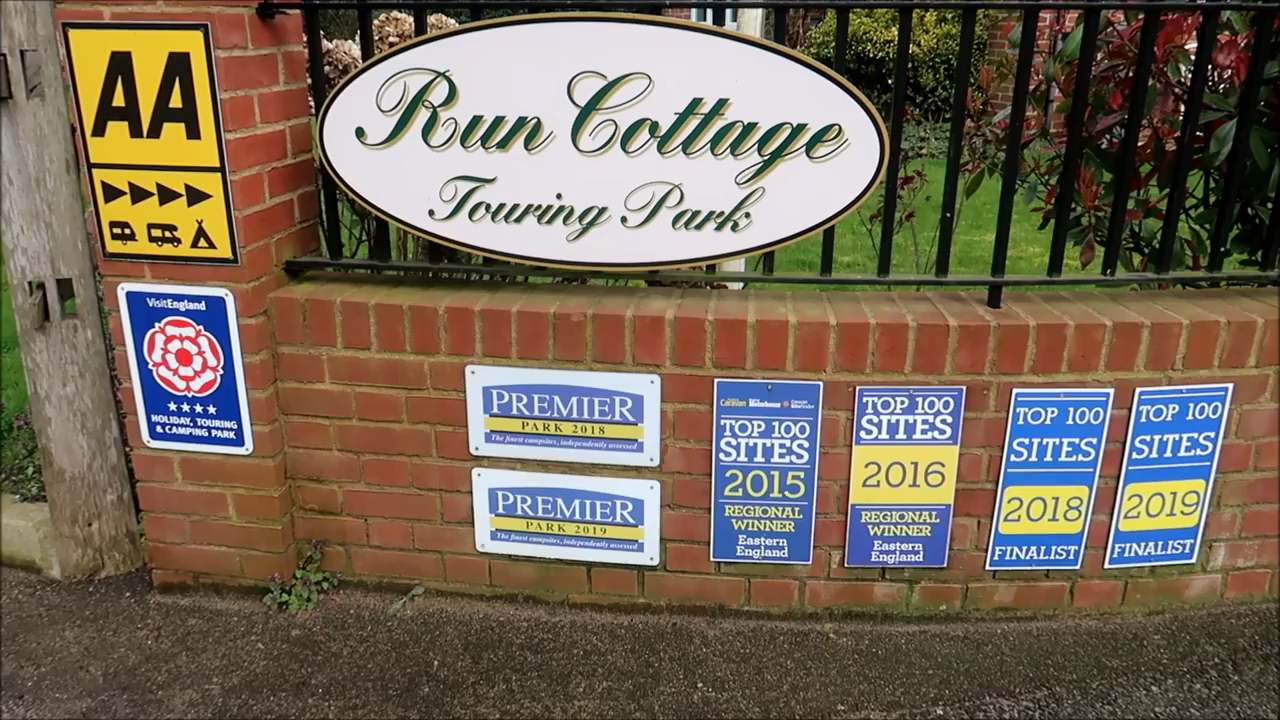 AA
Run Cottage
Touring Park
VisitEngland
HOLIDAY, TOURING
& CAMPING PARK
PREMIER
PARK 2018
The finest campsites, independently assessed
PREMIER
PARK 2019
The finest campsites, independently assessed
Caravan
TOP 100
SITES
2015
REGIONAL
WINNER
Eastern
England
TOP 100
SITES
2016
REGIONAL
WINNER
Eastern
England
TOP 100
SITES
2018
FINALIST
TOP 100
SITES
2019
FINALIST